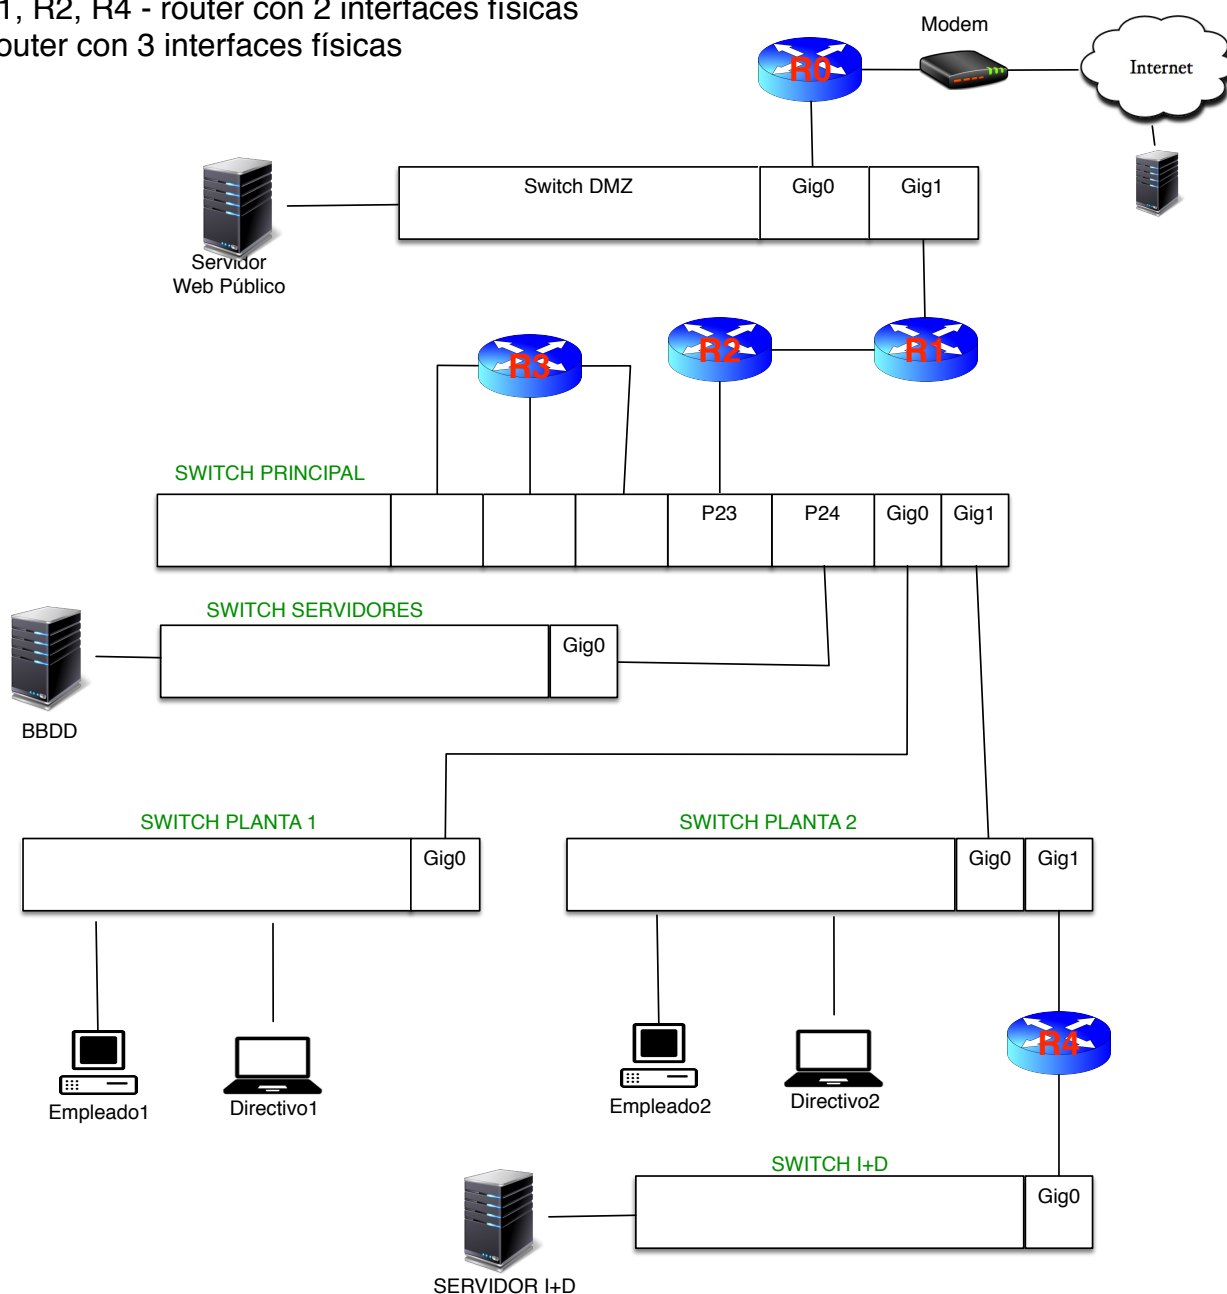 1, R2, R4 - router con 2 interfaces físicas
outer con 3 interfaces físicas
Modem
R0
Internet
Switch DMZ
Gig0
Gig1
Servidor
Web Público
R3
R2
R1
SWITCH PRINCIPAL
P23
P24
Gig0
Gig1
SWITCH SERVIDORES
Gig0
BBDD
SWITCH PLANTA 1
Gig0
SWITCH PLANTA 2
Gig0
Gig1
R4
Empleado1
Directivo1
Empleado2
Directivo2
SWITCH I+D
Gig0
SERVIDOR I+D